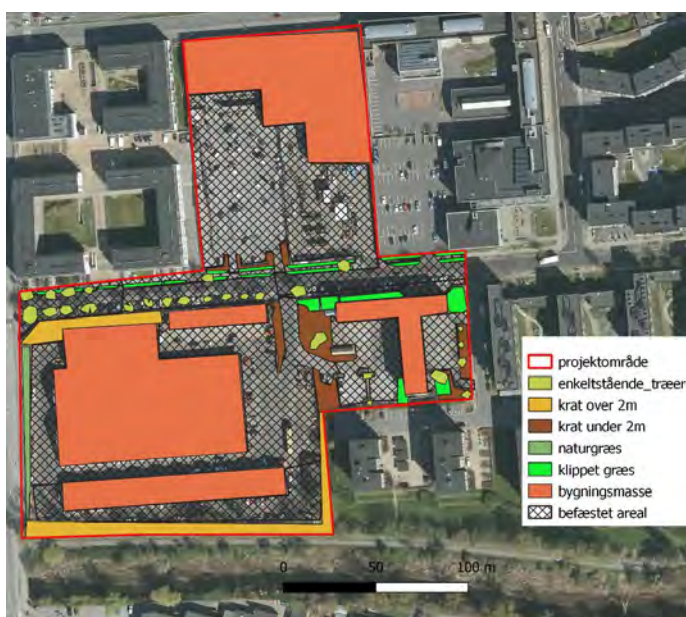 projektområde
enkeltstående_træer
krat over 2m
krat under 2m
naturgræs
klippet græs
bygningsmasse
befæstet areal
0 50 100 m